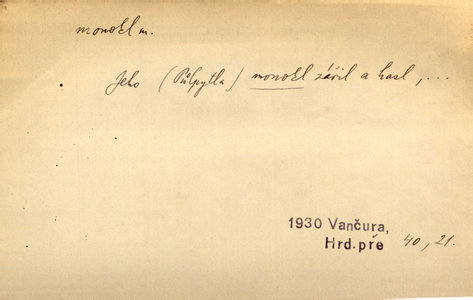 monokl m.
Jeho (Půlpytla) monokl zářil a hasl, ...
1930 Vančura,
Hrd. pře 40, 21.